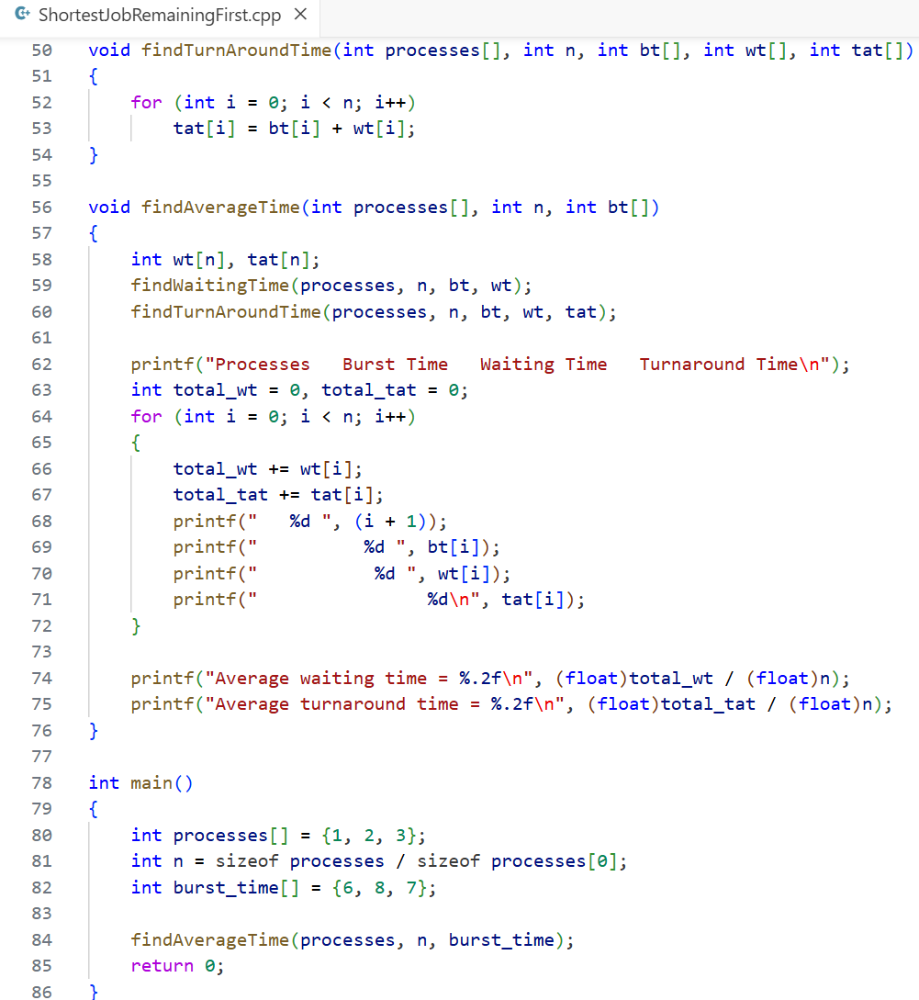 ShortestJobRemainingFirst.cpp ×
50 void findTurnAroundTime(int processes[], int n, int bt[], int wt[], int tat[])
51 {
52     for (int i = 0; i < n; i++)
53         tat[i] = bt[i] + wt[i];
54 }
55
56 void findAverageTime(int processes[], int n, int bt[])
57 {
58     int wt[n], tat[n];
59     findWaitingTime(processes, n, bt, wt);
60     findTurnAroundTime(processes, n, bt, wt, tat);
61
62     printf("Processes   Burst Time   Waiting Time   Turnaround Time\n");
63     int total_wt = 0, total_tat = 0;
64     for (int i = 0; i < n; i++)
65     {
66         total_wt += wt[i];
67         total_tat += tat[i];
68         printf("   %d ", (i + 1));
69         printf("          %d ", bt[i]);
70         printf("           %d ", wt[i]);
71         printf("                %d\n", tat[i]);
72     }
73
74     printf("Average waiting time = %.2f\n", (float)total_wt / (float)n);
75     printf("Average turnaround time = %.2f\n", (float)total_tat / (float)n);
76 }
77
78 int main()
79 {
80     int processes[] = {1, 2, 3};
81     int n = sizeof processes / sizeof processes[0];
82     int burst_time[] = {6, 8, 7};
83
84     findAverageTime(processes, n, burst_time);
85     return 0;
86 }